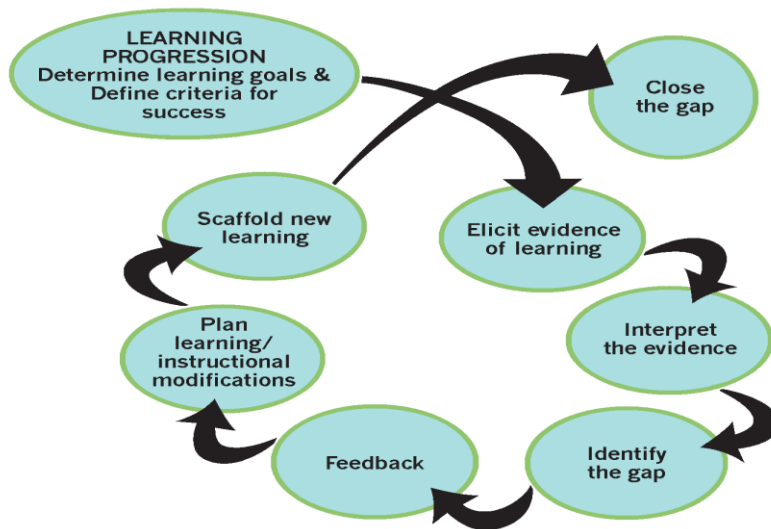 LEARNING
PROGRESSION
Determine learning goals &
Define criteria for
success
Close
the gap
Elicit evidence
of learning
Interpret
the evidence
Identify
the gap
Feedback
Plan
learning/
instructional
modifications
Scaffold new
learning